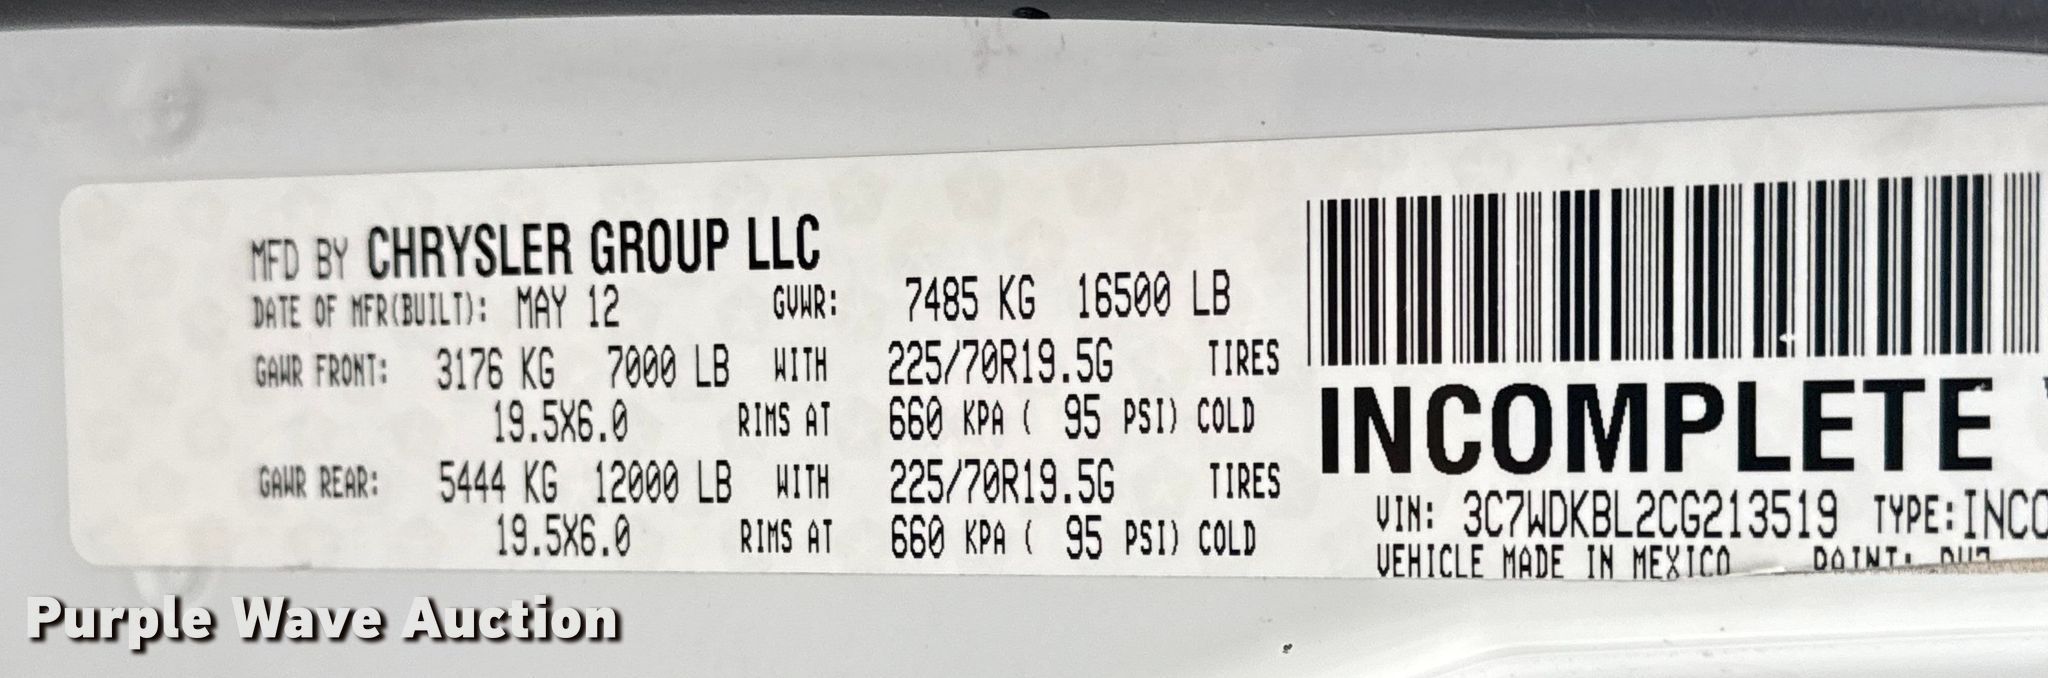 MFD BY CHRYSLER GROUP LLC
DATE OF MFR(BUILT): MAY 12 GVWR: 7485 KG 16500 LB
GAWR FRONT: 3176 KG 7000 LB WITH 225/70R19.5G TIRES
19.5X6.0 RIMS AT 660 KPA ( 95 PSI) COLD
GAWR REAR: 5444 KG 12000 LB WITH 225/70R19.5G TIRES
19.5X6.0 RIMS AT 660 KPA ( 95 PSI) COLD
INCOMPLETE
VIN: 3C7WDKBL2CG213519 TYPE:INCO
VEHICLE MADE IN MEXICO PAINT:
Purple Wave Auction